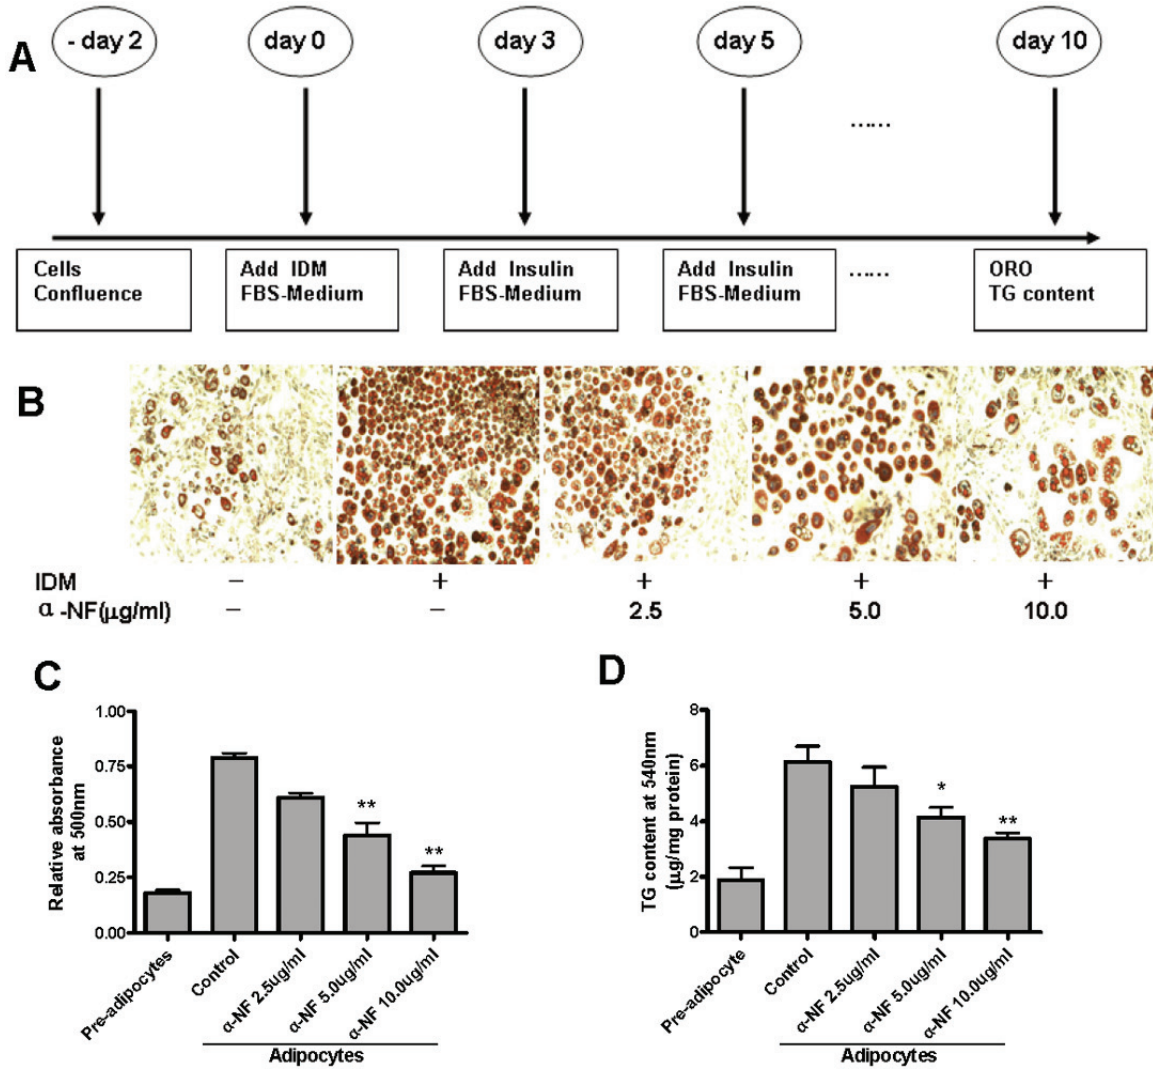 A
- day 2
day 0
day 3
day 5
day 10
......
Cells
Confluence
Add IDM
FBS-Medium
Add Insulin
FBS-Medium
Add Insulin
FBS-Medium
......
ORO
TG content
B
IDM − + + + +
α-NF(μg/ml) − − 2.5 5.0 10.0
C
Relative absorbance
at 500nm
1.00
0.75
0.50
0.25
0.00
**
**
Pre-adipocytes
Control
α-NF 2.5ug/ml
α-NF 5.0ug/ml
α-NF 10.0ug/ml
Adipocytes
D
TG content at 540nm
(μg/mg protein)
8
6
4
2
0
*
**
Pre-adipocyte
Control
α-NF 2.5ug/ml
α-NF 5.0ug/ml
α-NF 10.0ug/ml
Adipocytes